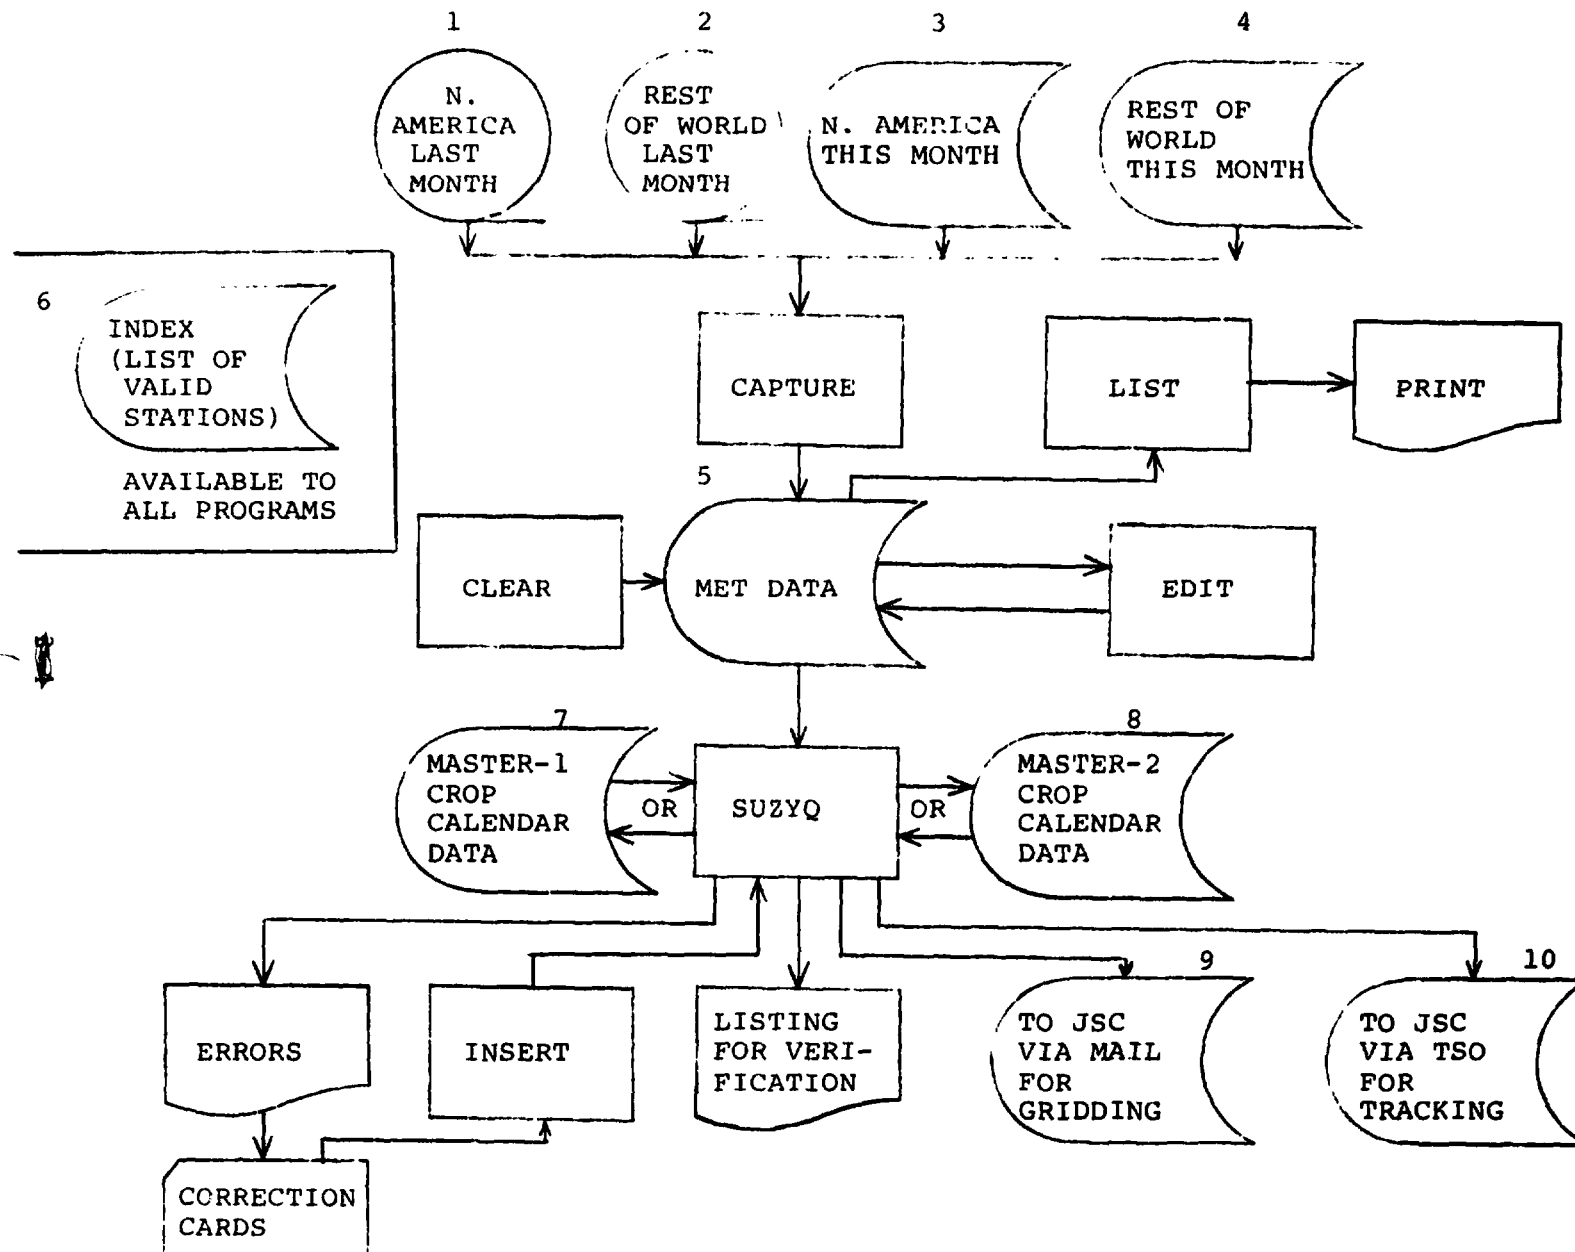 1
2
3
4
N.
AMERICA
LAST
MONTH
REST
OF WORLD
LAST
MONTH
N. AMERICA
THIS MONTH
REST OF
WORLD
THIS MONTH
6
INDEX
(LIST OF
VALID
STATIONS)
AVAILABLE TO
ALL PROGRAMS
CAPTURE
LIST
PRINT
5
CLEAR
MET DATA
EDIT
7
MASTER-1
CROP
CALENDAR
DATA
OR
SUZYQ
OR
8
MASTER-2
CROP
CALENDAR
DATA
ERRORS
INSERT
LISTING
FOR VERI-
FICATION
9
TO JSC
VIA MAIL
FOR
GRIDDING
10
TO JSC
VIA TSO
FOR
TRACKING
CORRECTION
CARDS